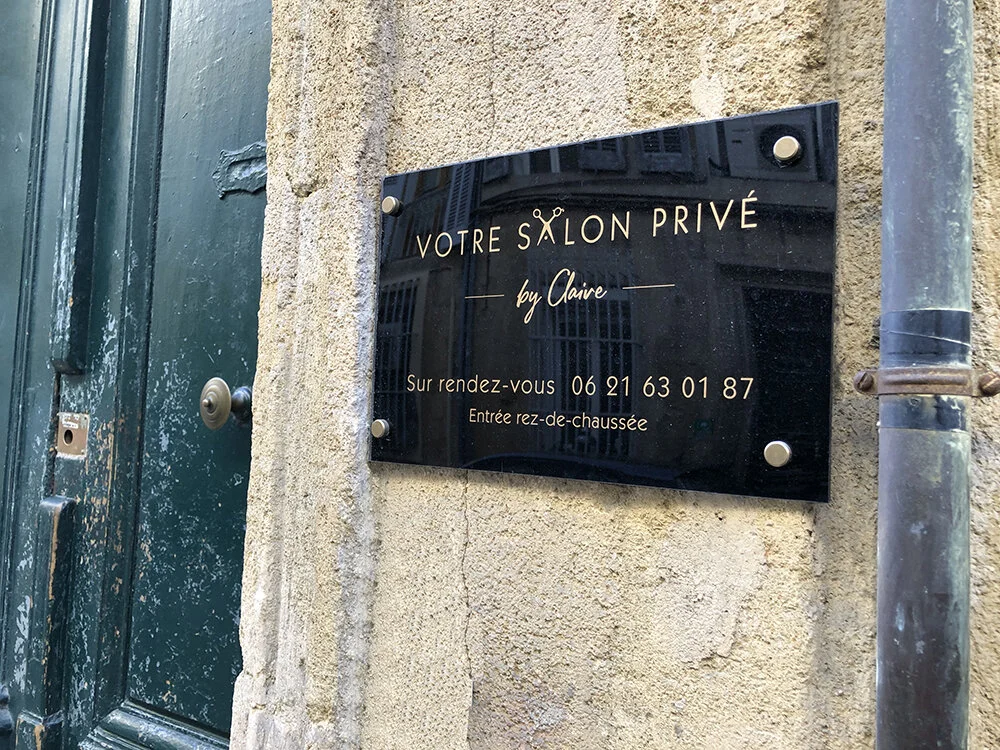 VOTRE SALON PRIVÉ
by Claire
Sur rendez-vous 06 21 63 01 87
Entrée rez-de-chaussée